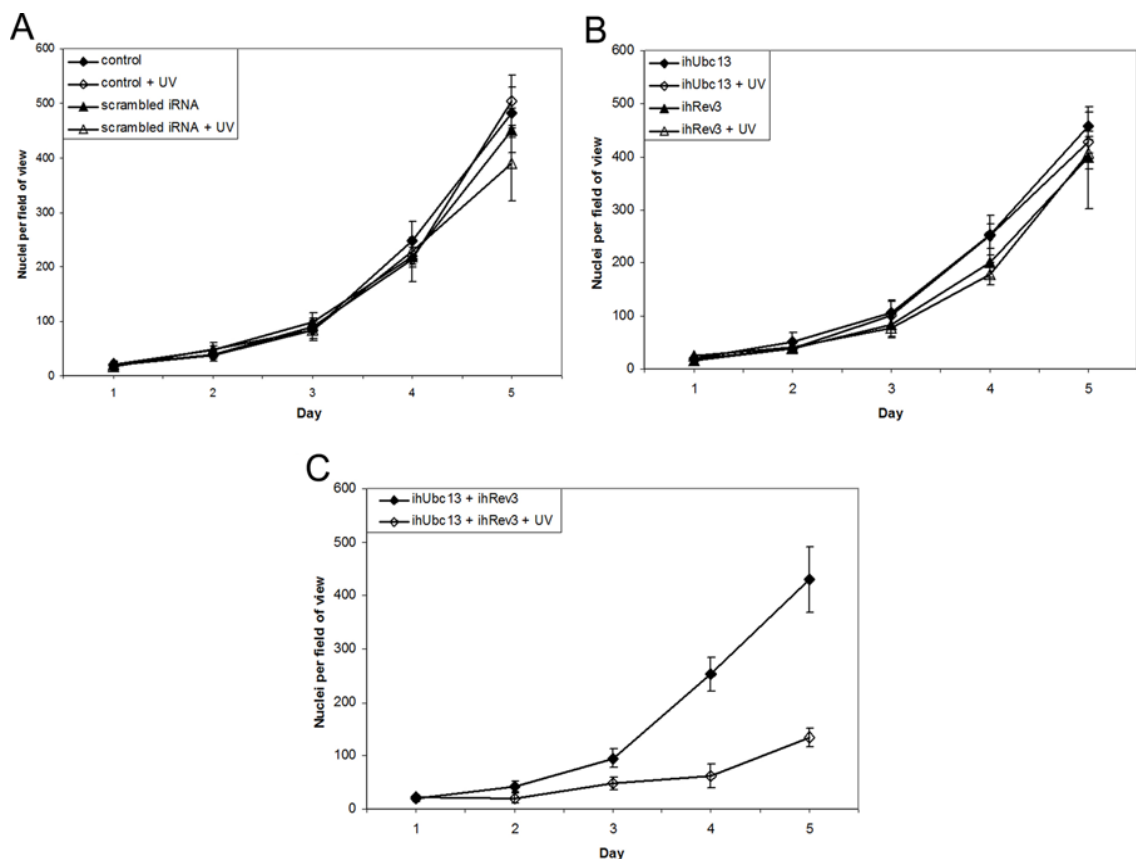 A
600
500
400
300
200
100
0
Nuclei per field of view
control
control + UV
scrambled iRNA
scrambled iRNA + UV
1 2 3 4 5
Day
B
600
500
400
300
200
100
0
Nuclei per field of view
ihUbc13
ihUbc13 + UV
ihRev3
ihRev3 + UV
1 2 3 4 5
Day
C
600
500
400
300
200
100
0
Nuclei per field of view
ihUbc13 + ihRev3
ihUbc13 + ihRev3 + UV
1 2 3 4 5
Day